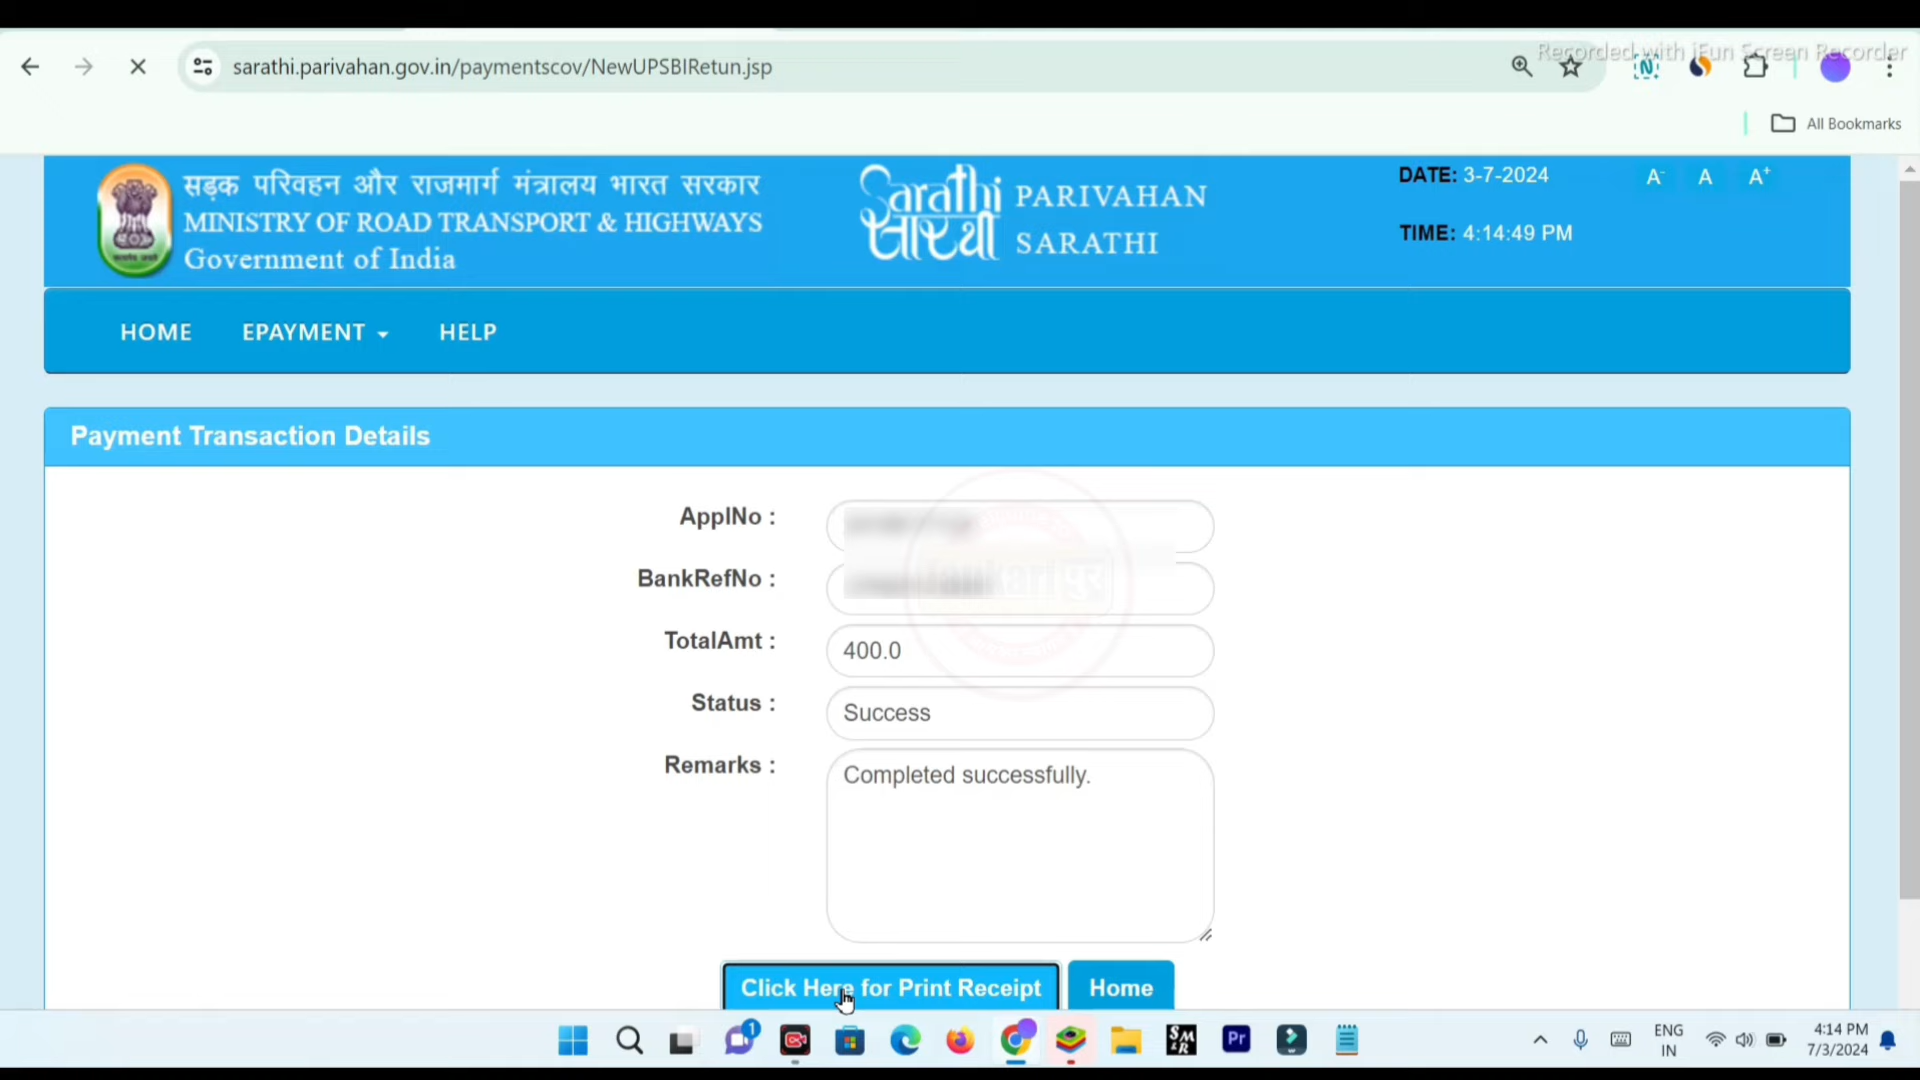 Recorded with iFun Screen Recorder
sarathi.parivahan.gov.in/paymentscov/NewUPSBIRetun.jsp
All Bookmarks
सड़क परिवहन और राजमार्ग मंत्रालय भारत सरकार
MINISTRY OF ROAD TRANSPORT & HIGHWAYS
Government of India
Sarathi
सारथी
PARIVAHAN
SARATHI
DATE: 3-7-2024
TIME: 4:14:49 PM
A-
A
A+
HOME
EPAYMENT
HELP
Payment Transaction Details
ApplNo :
BankRefNo :
TotalAmt :
400.0
Status :
Success
Remarks :
Completed successfully.
Click Here for Print Receipt
Home
1
Pr
ENG
IN
4:14 PM
7/3/2024